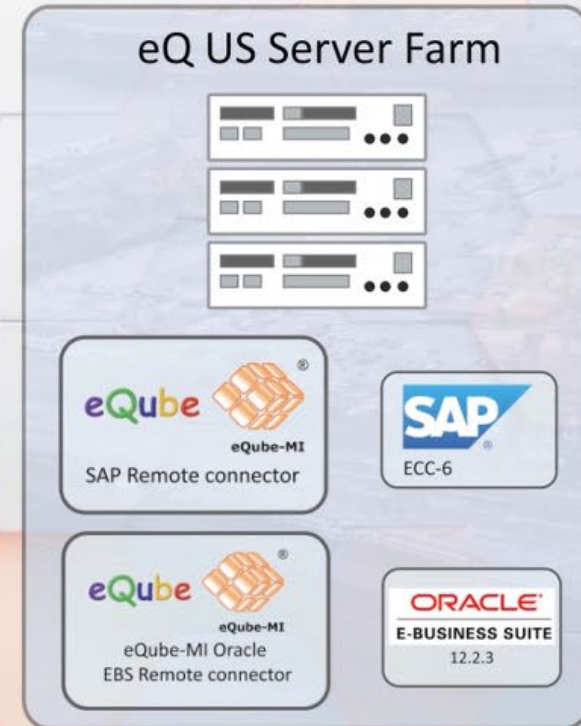 eQ US Server Farm
eQube ®
eQube-MI
SAP Remote connector
SAP ®
ECC-6
eQube ®
eQube-MI
eQube-MI Oracle
EBS Remote connector
ORACLE®
E-BUSINESS SUITE
12.2.3